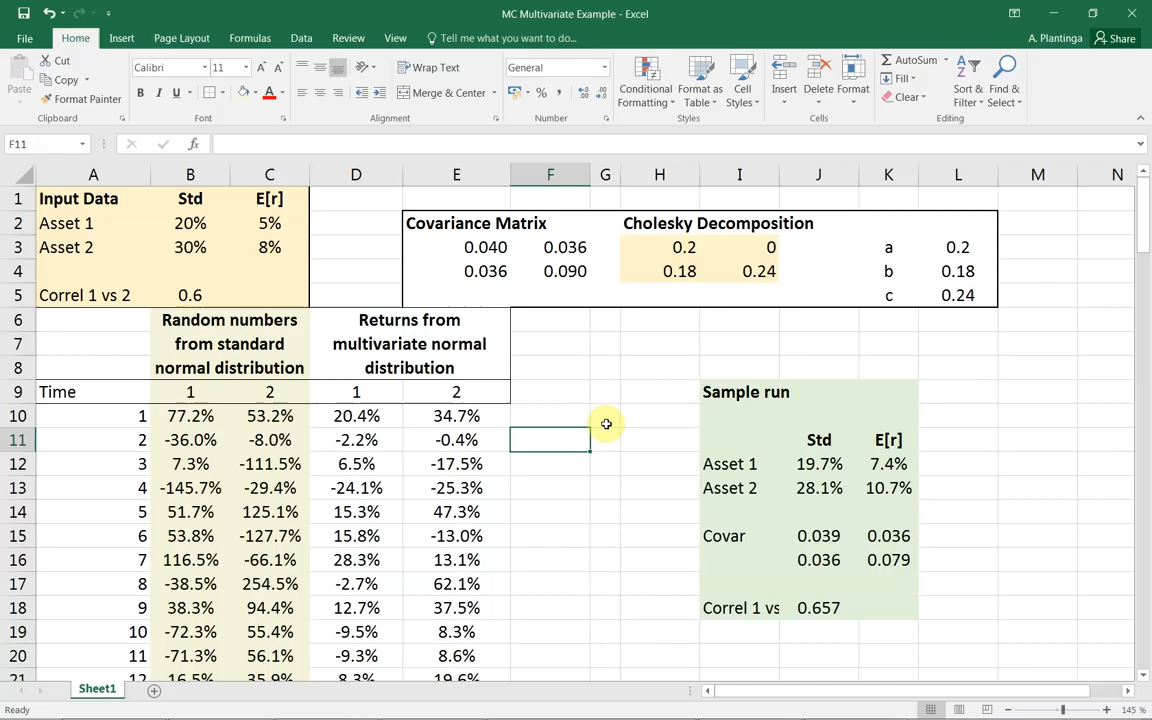 MC Multivariate Example - Excel
File Home Insert Page Layout Formulas Data Review View Tell me what you want to do... A. Plantinga Share
Paste Cut Copy Format Painter Clipboard
Calibri 11 A A B I U A Font
Wrap Text Merge & Center Alignment
General % , Number
Conditional Formatting Format as Table Cell Styles Styles
Insert Delete Format Cells
AutoSum Fill Clear Sort & Filter Find & Select Editing
F11 fx
A B C D E F G H I J K L M N
1 Input Data Std E[r]
2 Asset 1 20% 5% Covariance Matrix Cholesky Decomposition
3 Asset 2 30% 8% 0.040 0.036 0.2 0 a 0.2
4 0.036 0.090 0.18 0.24 b 0.18
5 Correl 1 vs 2 0.6 c 0.24
6 Random numbers Returns from
7 from standard multivariate normal
8 normal distribution distribution
9 Time 1 2 1 2 Sample run
10 1 77.2% 53.2% 20.4% 34.7%
11 2 -36.0% -8.0% -2.2% -0.4% Std E[r]
12 3 7.3% -111.5% 6.5% -17.5% Asset 1 19.7% 7.4%
13 4 -145.7% -29.4% -24.1% -25.3% Asset 2 28.1% 10.7%
14 5 51.7% 125.1% 15.3% 47.3%
15 6 53.8% -127.7% 15.8% -13.0% Covar 0.039 0.036
16 7 116.5% -66.1% 28.3% 13.1% 0.036 0.079
17 8 -38.5% 254.5% -2.7% 62.1%
18 9 38.3% 94.4% 12.7% 37.5% Correl 1 vs 0.657
19 10 -72.3% 55.4% -9.5% 8.3%
20 11 -71.3% 56.1% -9.3% 8.6%
21 12 16.5% 35.9% 8.3% 19.6%
Sheet1
Ready 145 %